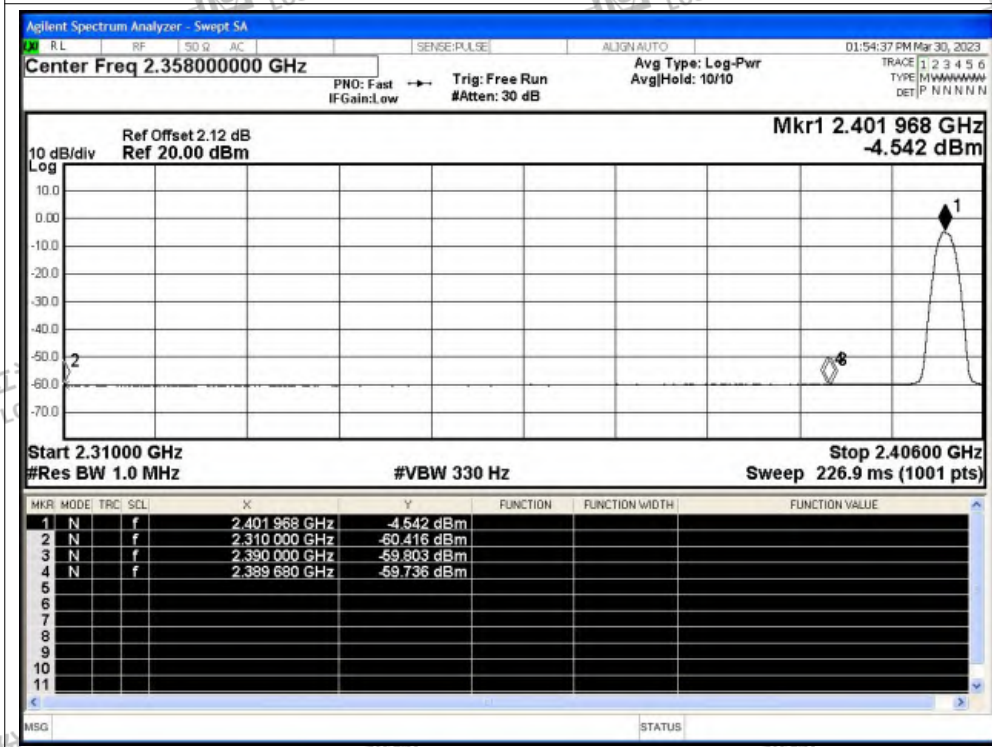 Agilent Spectrum Analyzer - Swept SA
RL RF 50 Ω AC SENSE:PULSE ALIGN AUTO 01:54:37 PM Mar 30, 2023
Center Freq 2.358000000 GHz Avg Type: Log-Pwr TRACE 1 2 3 4 5 6
PNO: Fast Trig: Free Run Avg|Hold: 10/10 TYPE M
IFGain:Low #Atten: 30 dB DET P N N N N N
Mkr1 2.401 968 GHz
Ref Offset 2.12 dB
10 dB/div Ref 20.00 dBm -4.542 dBm
Log
10.0
1
0.00
-10.0
-20.0
-30.0
-40.0
-50.0
2
-60.0
-70.0
Start 2.31000 GHz Stop 2.40600 GHz
#Res BW 1.0 MHz #VBW 330 Hz Sweep 226.9 ms (1001 pts)
MKR MODE TRC SCL X Y FUNCTION FUNCTION WIDTH FUNCTION VALUE
1 N f 2.401 968 GHz -4.542 dBm
2 N f 2.310 000 GHz -60.416 dBm
3 N f 2.390 000 GHz -59.803 dBm
4 N f 2.389 680 GHz -59.736 dBm
5
6
7
8
9
10
11
MSG STATUS